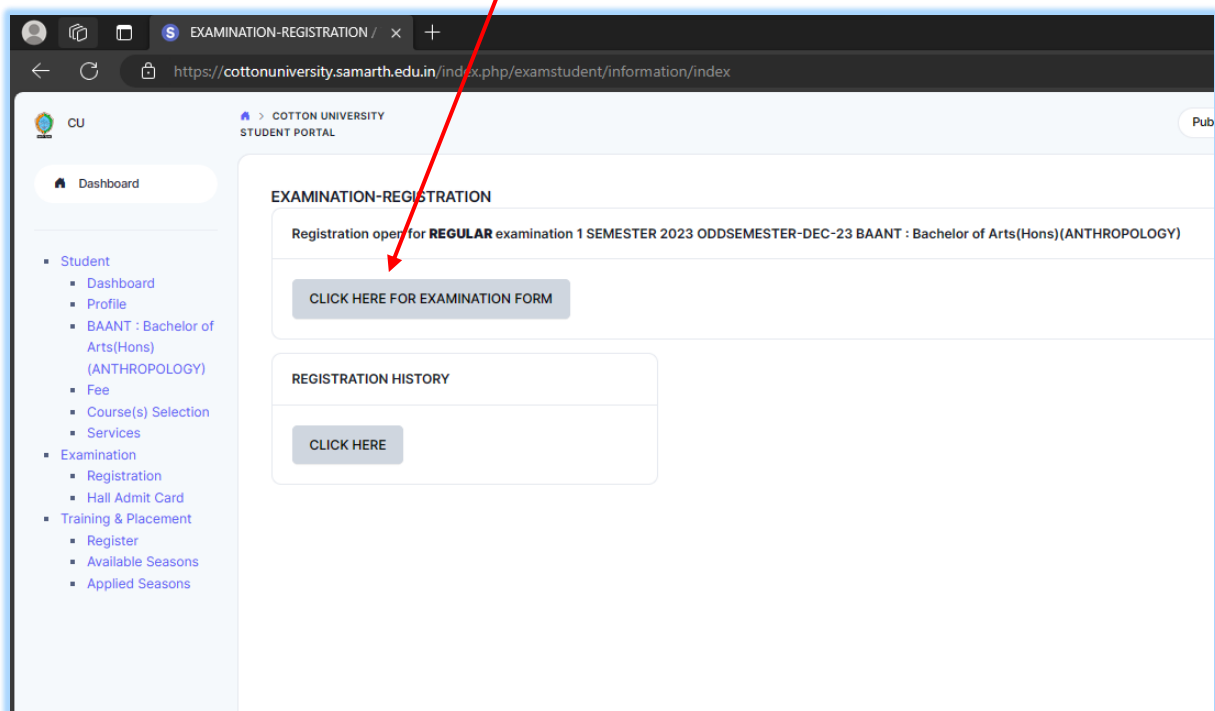 EXAMINATION-REGISTRATION /
https://cottonuniversity.samarth.edu.in/index.php/examstudent/information/index
CU
> COTTON UNIVERSITY
STUDENT PORTAL
Pub
Dashboard
EXAMINATION-REGISTRATION
Registration open for REGULAR examination 1 SEMESTER 2023 ODDSEMESTER-DEC-23 BAANT : Bachelor of Arts(Hons)(ANTHROPOLOGY)
CLICK HERE FOR EXAMINATION FORM
REGISTRATION HISTORY
CLICK HERE
Student
Dashboard
Profile
BAANT : Bachelor of
Arts(Hons)
(ANTHROPOLOGY)
Fee
Course(s) Selection
Services
Examination
Registration
Hall Admit Card
Training & Placement
Register
Available Seasons
Applied Seasons